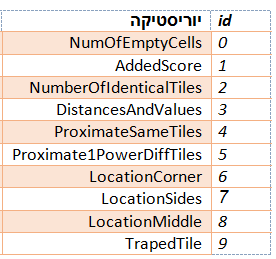 id יוריסטיקה
0 NumOfEmptyCells
1 AddedScore
2 NumberOfIdenticalTiles
3 DistancesAndValues
4 ProximateSameTiles
5 Proximate1PowerDiffTiles
6 LocationCorner
7 LocationSides
8 LocationMiddle
9 TrapedTile